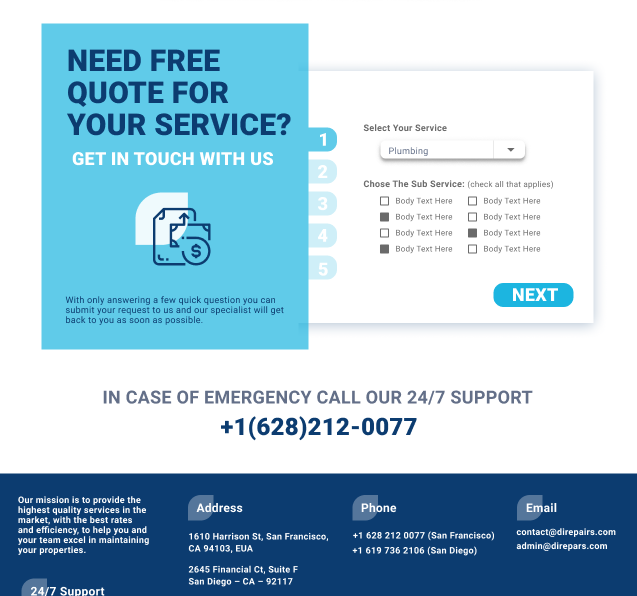 NEED FREE
QUOTE FOR
YOUR SERVICE?
GET IN TOUCH WITH US
$
With only answering a few quick question you can
submit your request to us and our specialist will get
back to you as soon as possible.
1
2
3
4
5
Select Your Service
Plumbing
Chose The Sub Service: (check all that applies)
Body Text Here Body Text Here
Body Text Here Body Text Here
Body Text Here Body Text Here
Body Text Here Body Text Here
NEXT
IN CASE OF EMERGENCY CALL OUR 24/7 SUPPORT
+1(628)212-0077
Our mission is to provide the
highest quality services in the
market, with the best rates
and efficiency, to help you and
your team excel in maintaining
your properties.
24/7 Support
Address
1610 Harrison St, San Francisco,
CA 94103, EUA
2645 Financial Ct, Suite F
San Diego – CA – 92117
Phone
+1 628 212 0077 (San Francisco)
+1 619 736 2106 (San Diego)
Email
contact@direpairs.com
admin@direpars.com